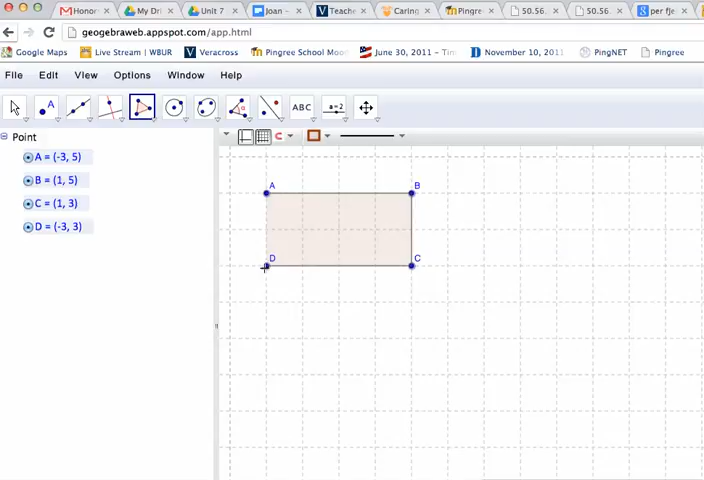 Honor
My Dri
Unit 7
Joan -
Teache
Caring
Pingre
50.56.
50.56.
per fje
geogebraweb.appspot.com/app.html
Google Maps
Live Stream | WBUR
Veracross
Pingree School Moo
June 30, 2011 - Tim
November 10, 2011
PingNET
Pingree
File Edit View Options Window Help
A
ABC
a=2
Point
A = (-3, 5)
B = (1, 5)
C = (1, 3)
D = (-3, 3)
A B
D C